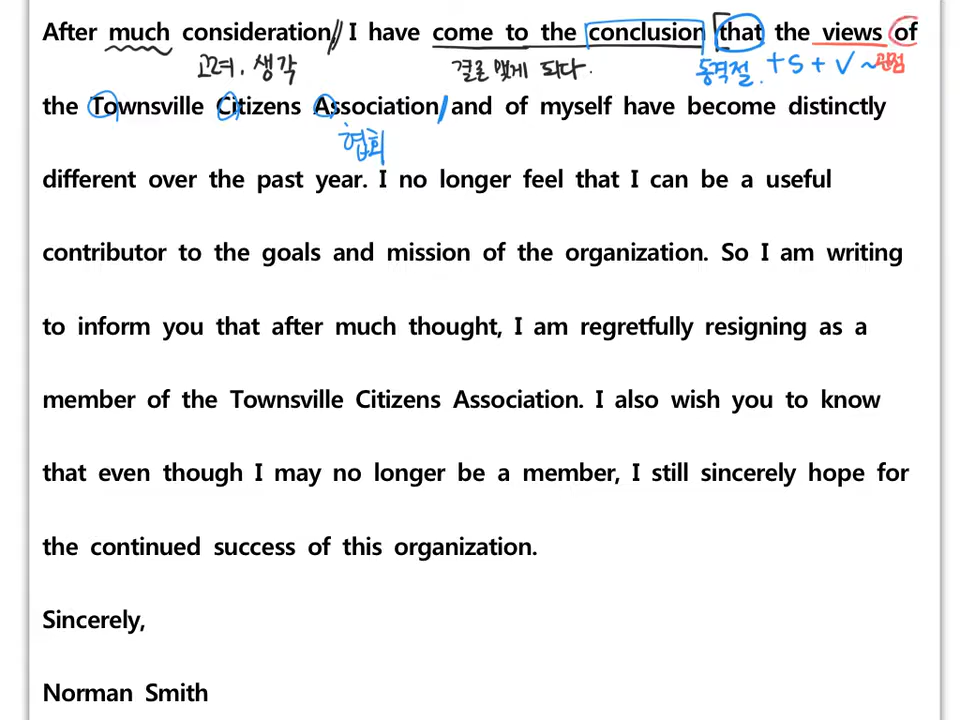 After much consideration, I have come to the conclusion that the views of
고려, 생각 결론 맺게 되다. 동격절. + S + V ~ 관점
the Townsville Citizens Association, and of myself have become distinctly
협회
different over the past year. I no longer feel that I can be a useful
contributor to the goals and mission of the organization. So I am writing
to inform you that after much thought, I am regretfully resigning as a
member of the Townsville Citizens Association. I also wish you to know
that even though I may no longer be a member, I still sincerely hope for
the continued success of this organization.
Sincerely,
Norman Smith